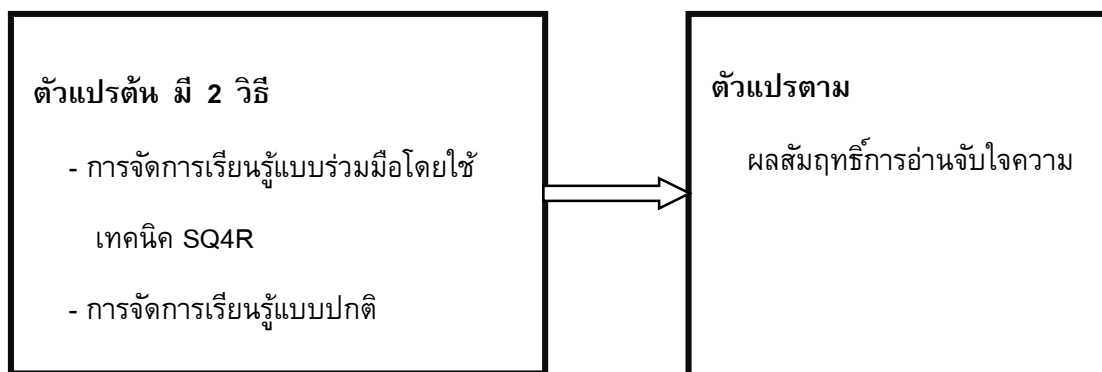 ตัวแปรต้น มี 2 วิธี
- การจัดการเรียนรู้แบบร่วมมือโดยใช้
เทคนิค SQ4R
- การจัดการเรียนรู้แบบปกติ
ตัวแปรตาม
ผลสัมฤทธิ์การอ่านจับใจความ